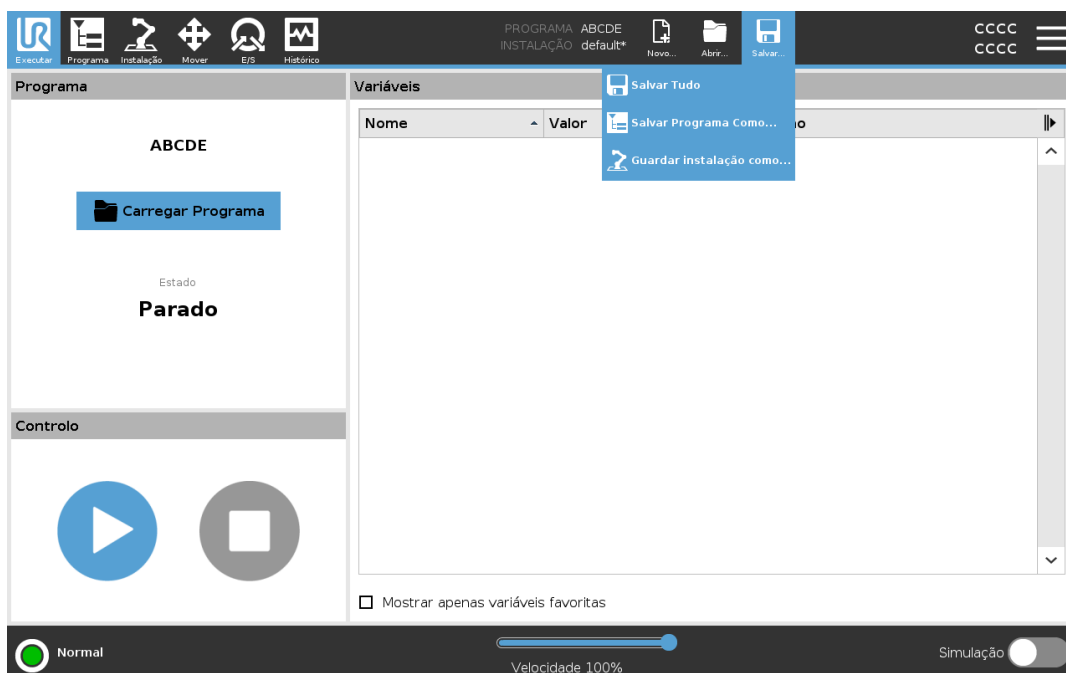 PROGRAMA ABCDE
INSTALAÇÃO default*
CCCC
CCCC
Executar Programa Instalação Mover E/S Histórico Novo... Abrir... Salvar...
Programa
Variáveis
Salvar Tudo
Salvar Programa Como...
Guardar instalação como...
Nome Valor
ABCDE
Carregar Programa
Estado
Parado
Controlo
Mostrar apenas variáveis favoritas
Normal
Velocidade 100%
Simulação